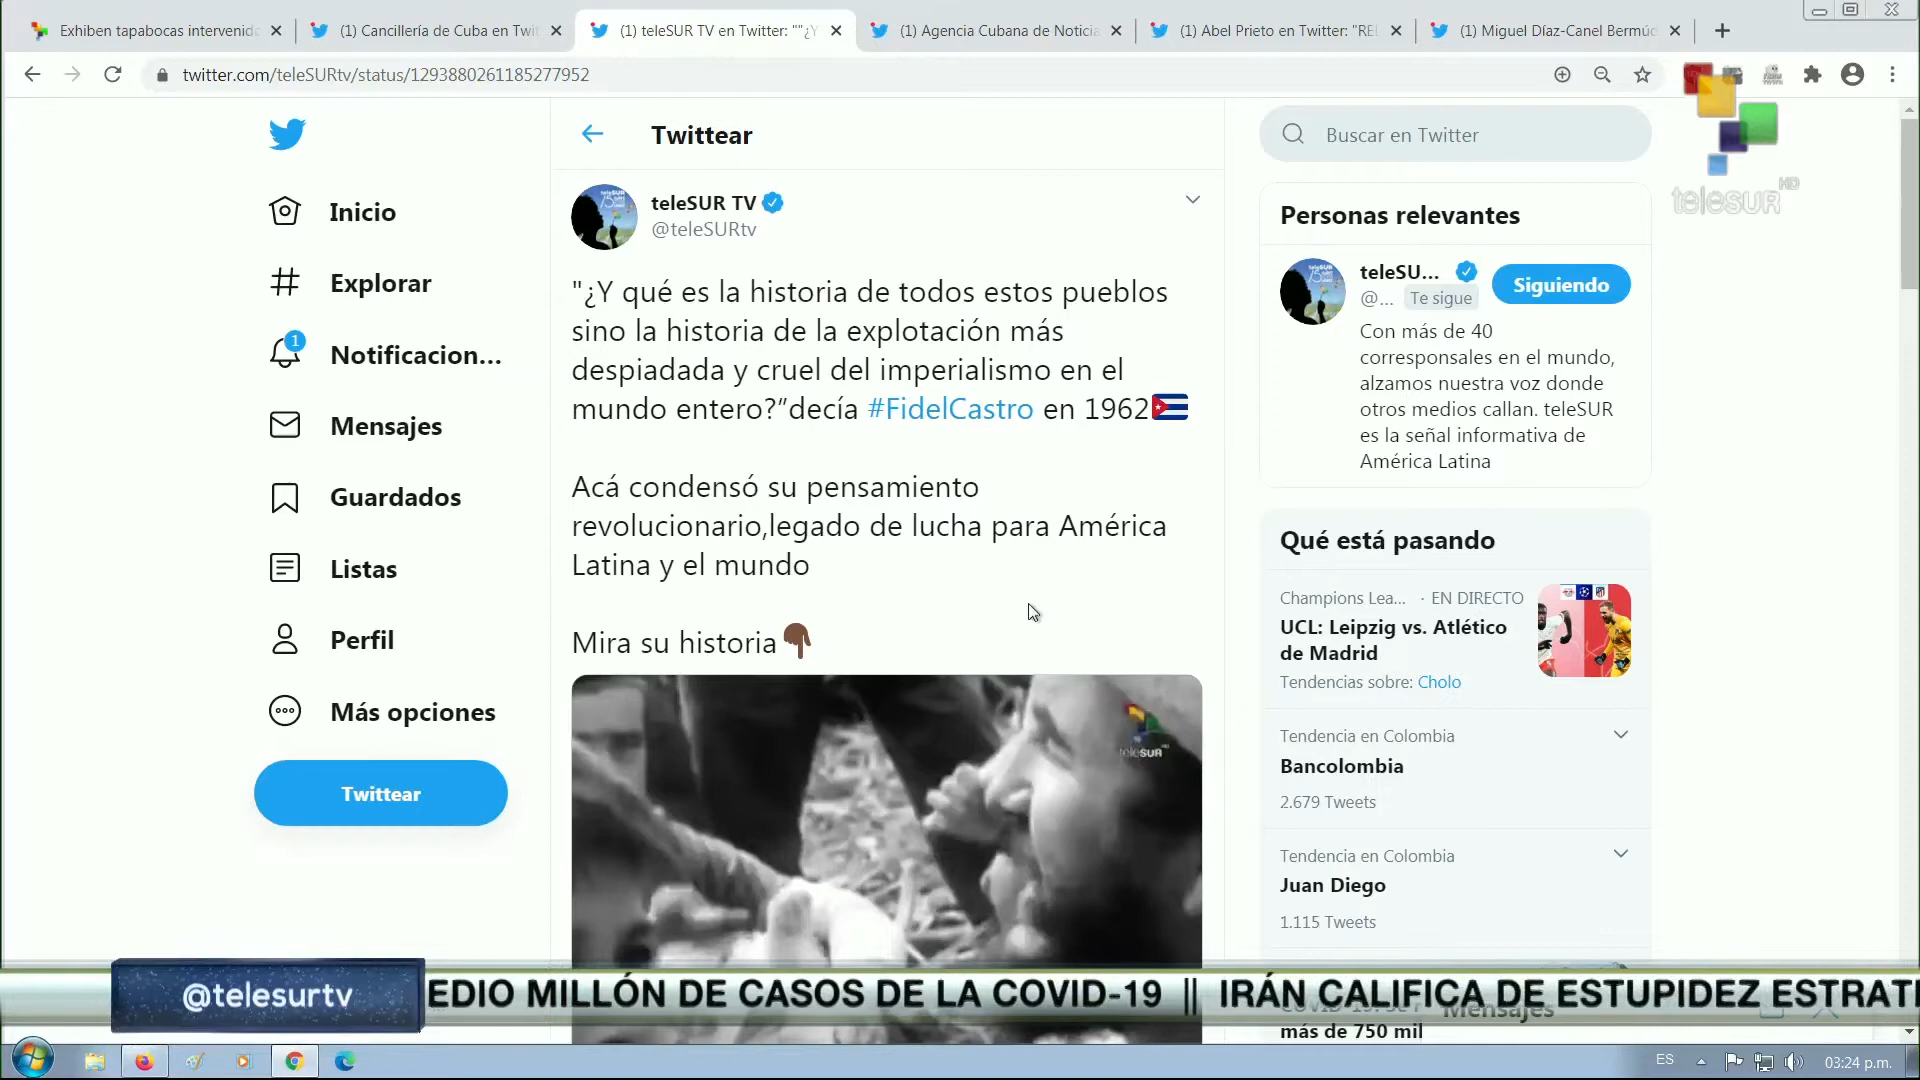 Exhiben tapabocas intervenido
(1) Cancillería de Cuba en Twit
(1) teleSUR TV en Twitter: ""¿Y
(1) Agencia Cubana de Noticia
(1) Abel Prieto en Twitter: "REL
(1) Miguel Díaz-Canel Bermúd
twitter.com/teleSURtv/status/1293880261185277952
Inicio
Explorar
1
Notificacion...
Mensajes
Guardados
Listas
Perfil
Más opciones
Twittear
Twittear
teleSUR TV
@teleSURtv
"¿Y qué es la historia de todos estos pueblos
sino la historia de la explotación más
despiadada y cruel del imperialismo en el
mundo entero?”decía #FidelCastro en 1962
Acá condensó su pensamiento
revolucionario,legado de lucha para América
Latina y el mundo
Mira su historia
teleSUR
Buscar en Twitter
teleSUR HD
Personas relevantes
teleSU...
@... Te sigue
Siguiendo
Con más de 40
corresponsales en el mundo,
alzamos nuestra voz donde
otros medios callan. teleSUR
es la señal informativa de
América Latina
Qué está pasando
Champions Lea... · EN DIRECTO
UCL: Leipzig vs. Atlético
de Madrid
Tendencias sobre: Cholo
Tendencia en Colombia
Bancolombia
2.679 Tweets
Tendencia en Colombia
Juan Diego
1.115 Tweets
@telesurtv
EDIO MILLÓN DE CASOS DE LA COVID-19 || IRÁN CALIFICA DE ESTUPIDEZ ESTRAT
Mensajes
más de 750 mil
ES
03:24 p.m.